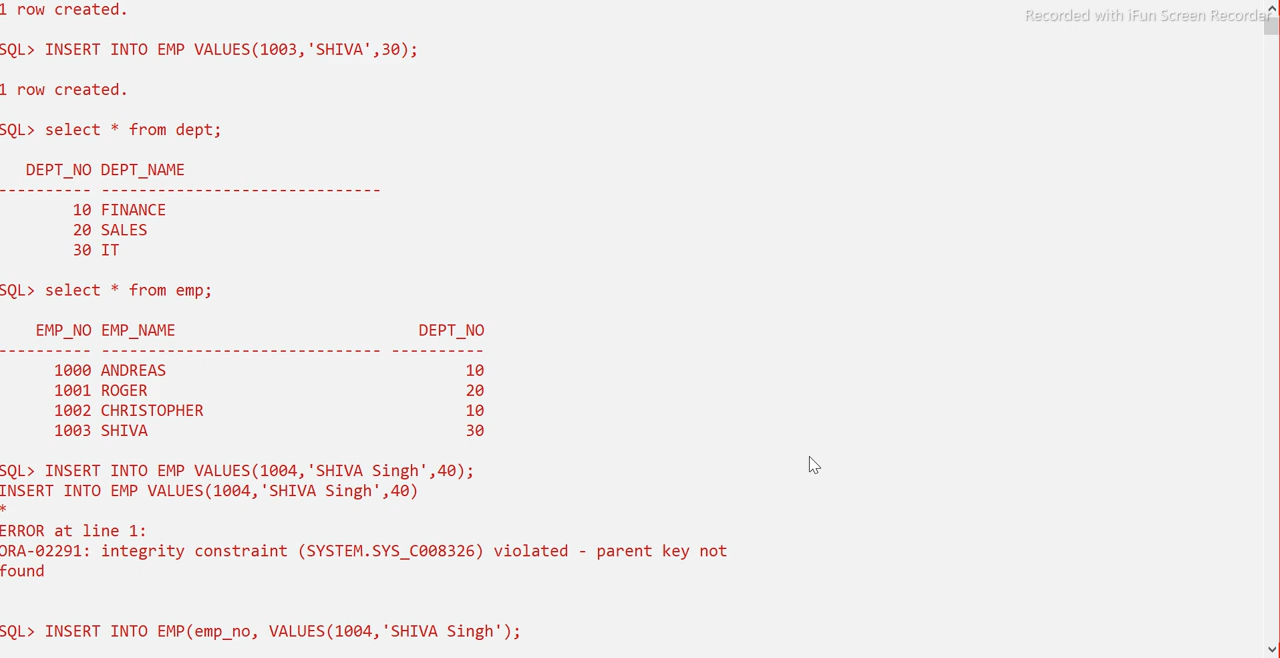 1 row created.
Recorded with iFun Screen Recorder
SQL> INSERT INTO EMP VALUES(1003,'SHIVA',30);
1 row created.
SQL> select * from dept;
DEPT_NO DEPT_NAME
---------- ------------------------------
10 FINANCE
20 SALES
30 IT
SQL> select * from emp;
EMP_NO EMP_NAME DEPT_NO
---------- ------------------------------ ----------
1000 ANDREAS 10
1001 ROGER 20
1002 CHRISTOPHER 10
1003 SHIVA 30
SQL> INSERT INTO EMP VALUES(1004,'SHIVA Singh',40);
INSERT INTO EMP VALUES(1004,'SHIVA Singh',40)
*
ERROR at line 1:
ORA-02291: integrity constraint (SYSTEM.SYS_C008326) violated - parent key not
found
SQL> INSERT INTO EMP(emp_no, VALUES(1004,'SHIVA Singh');